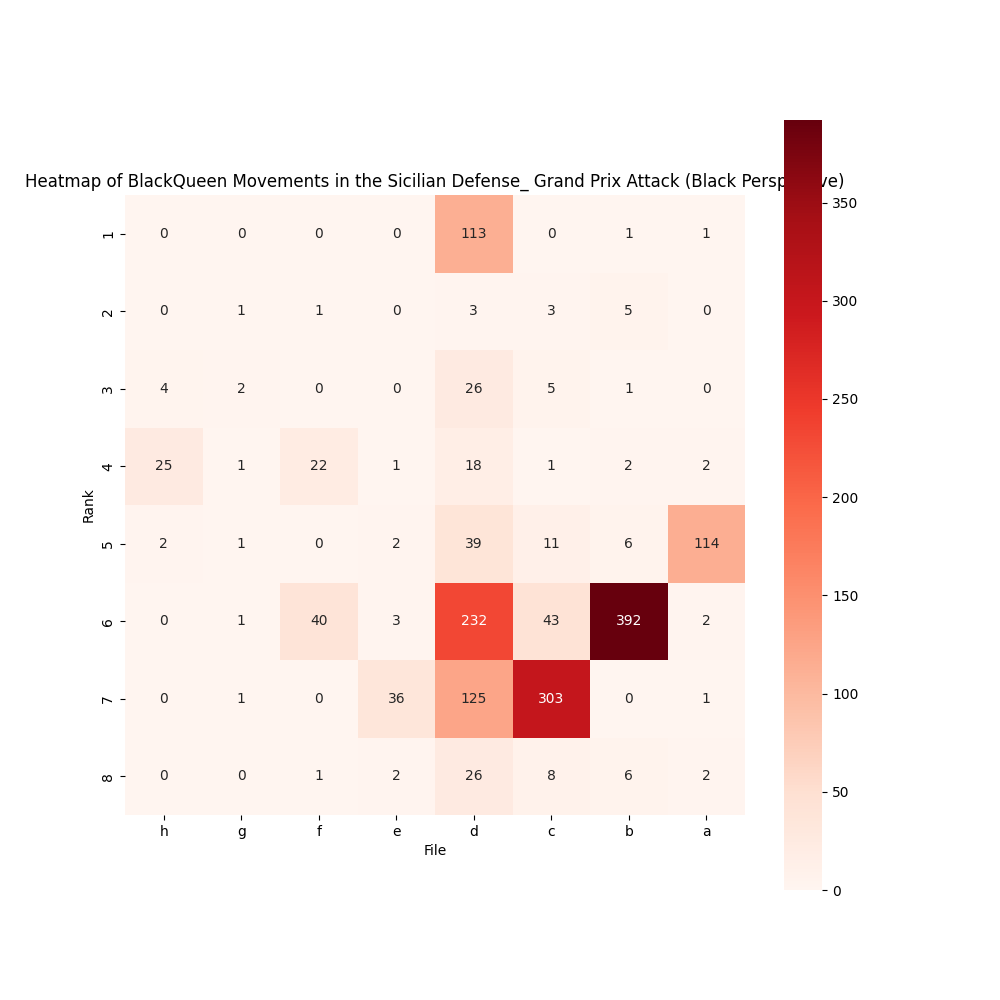 Heatmap of BlackQueen Movements in the Sicilian Defense_ Grand Prix Attack (Black Persp ve)
350
1 0 0 0 0 113 0 1 1
300
2 0 1 1 0 3 3 5 0
3 4 2 0 0 26 5 1 0
250
4 25 1 22 1 18 1 2 2
200
Rank
5 2 1 0 2 39 11 6 114
150
6 0 1 40 3 232 43 392 2
100
7 0 1 0 36 125 303 0 1
8 0 0 1 2 26 8 6 2
50
h g f e d c b a
File
0